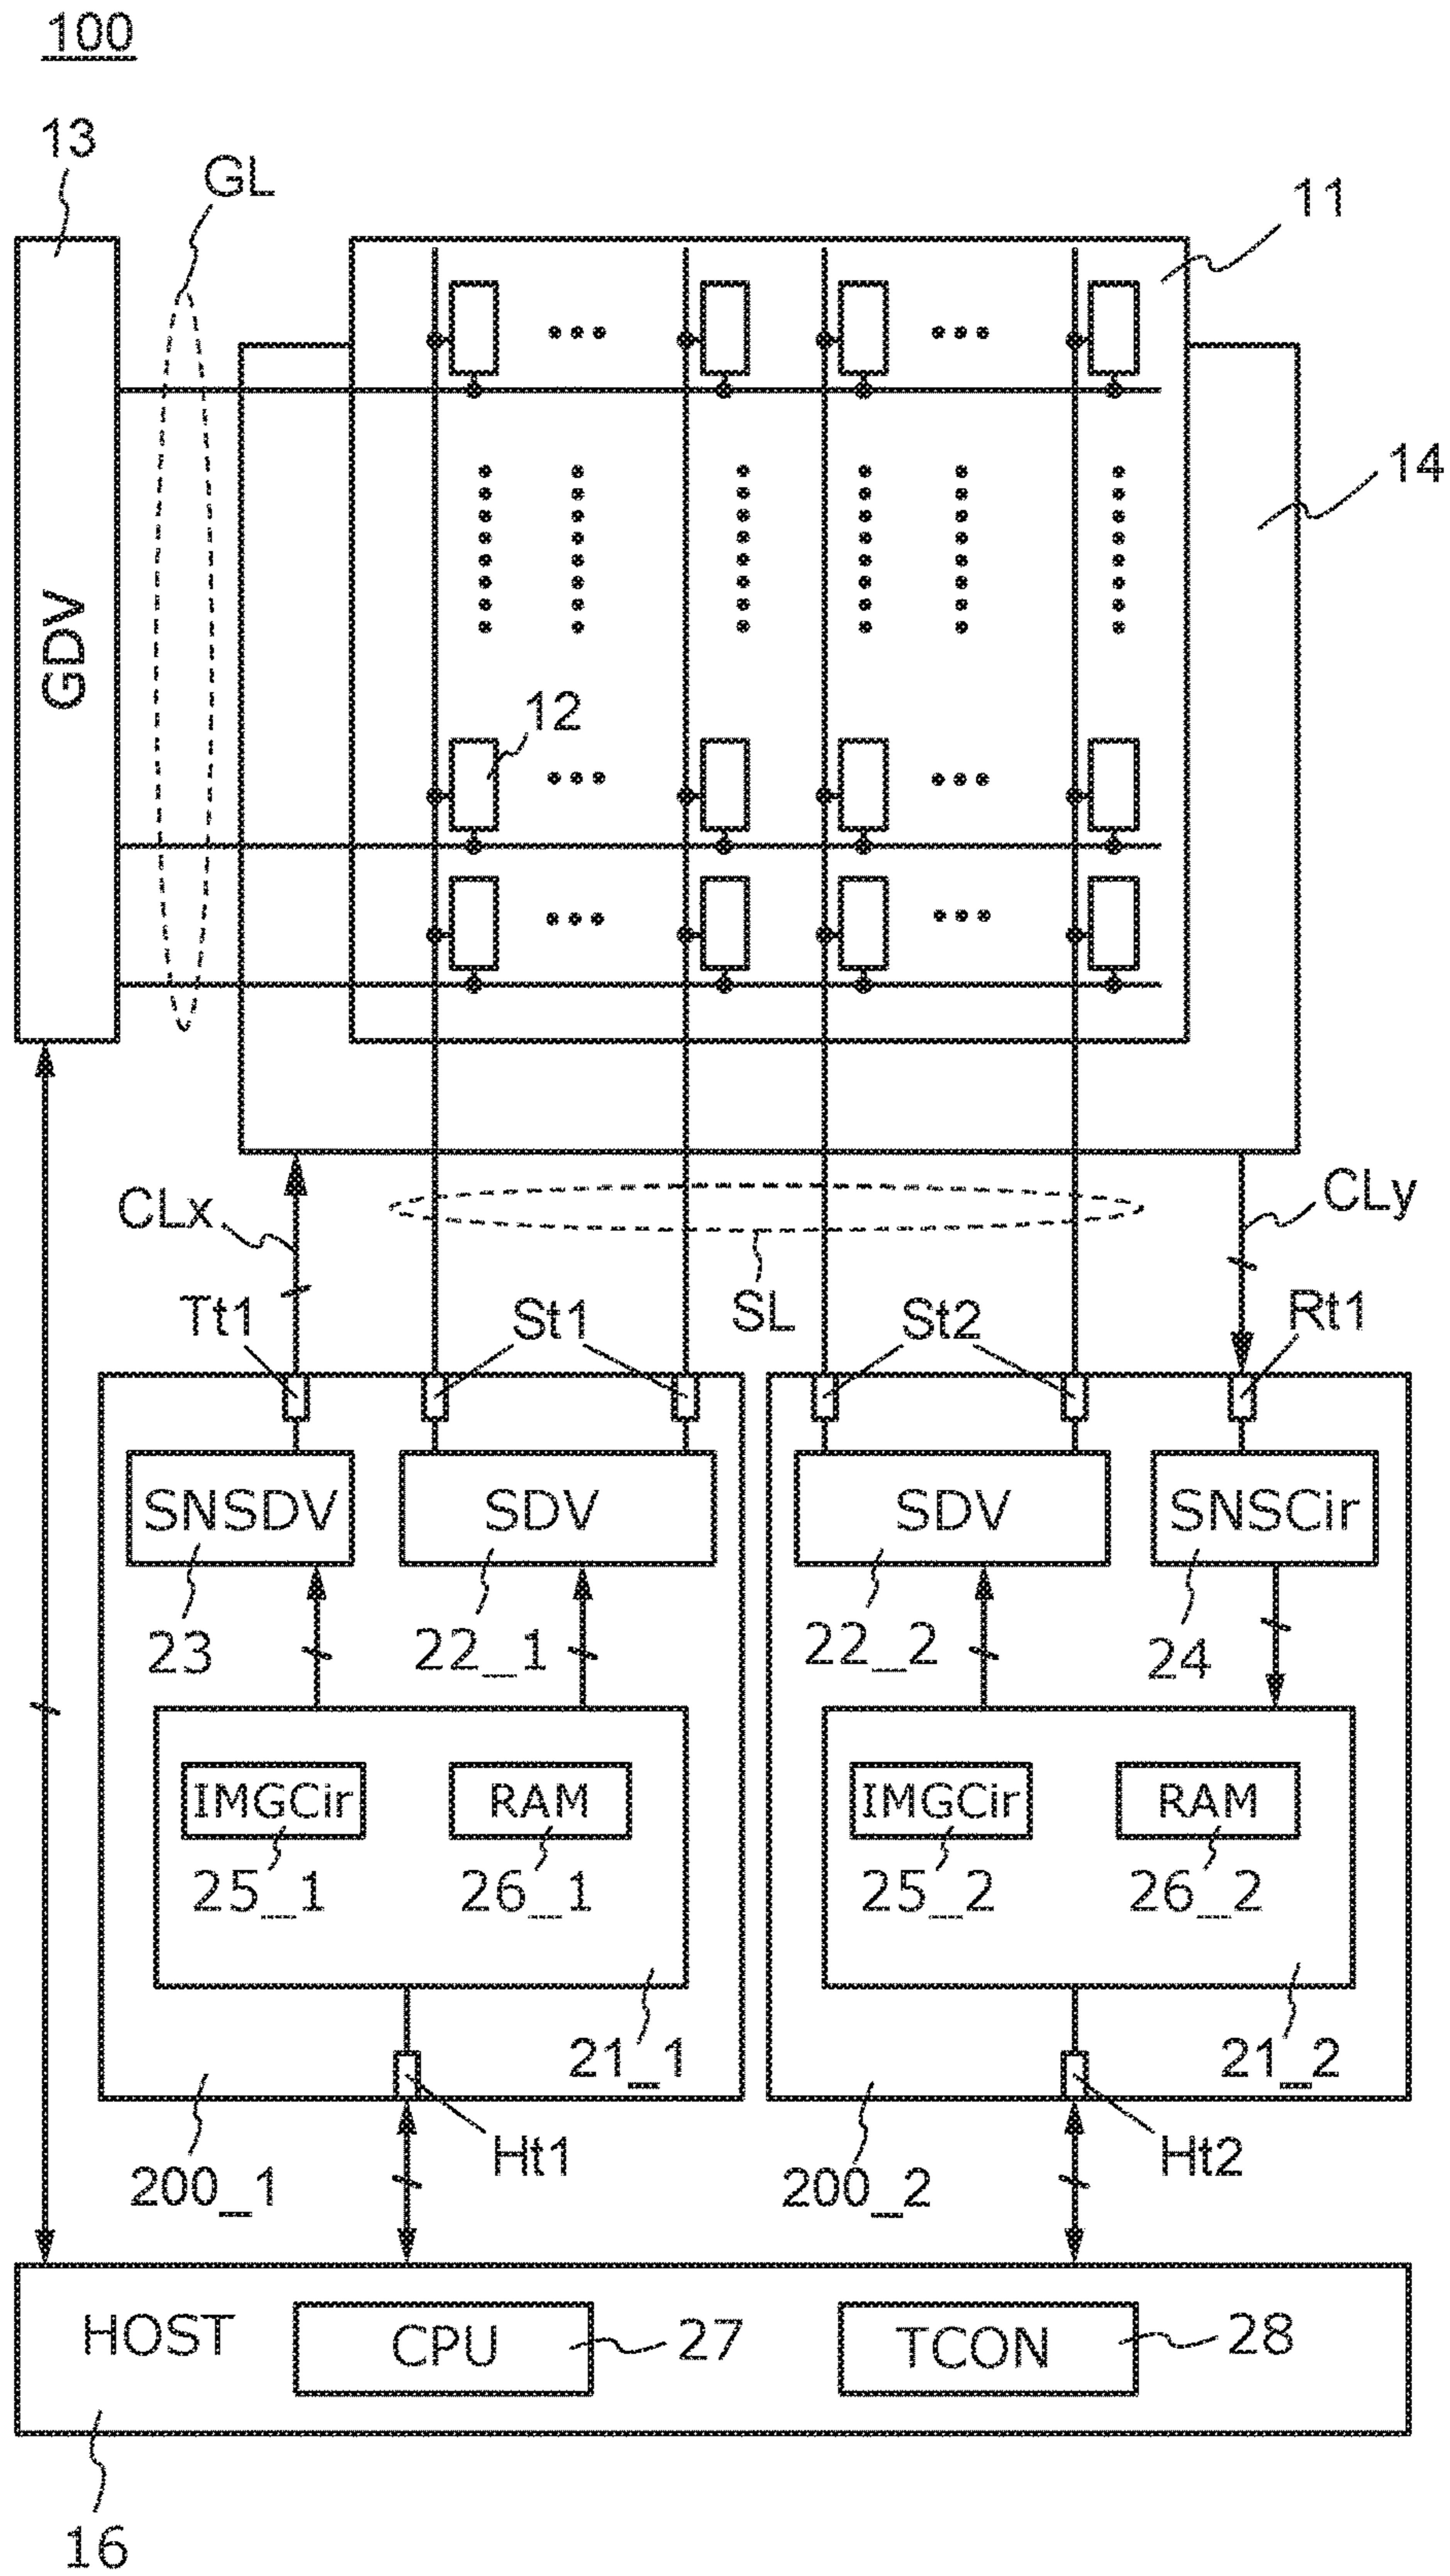 100
13
GL
11
14
GDV
12
CLx
CLy
Tt1
St1
SL
St2
Rt1
SNSDV
SDV
SDV
SNSCir
23
22_1
22_2
24
IMGCir
RAM
IMGCir
RAM
25_1
26_1
25_2
26_2
21_1
21_2
200_1
Ht1
200_2
Ht2
HOST
CPU
27
TCON
28
16